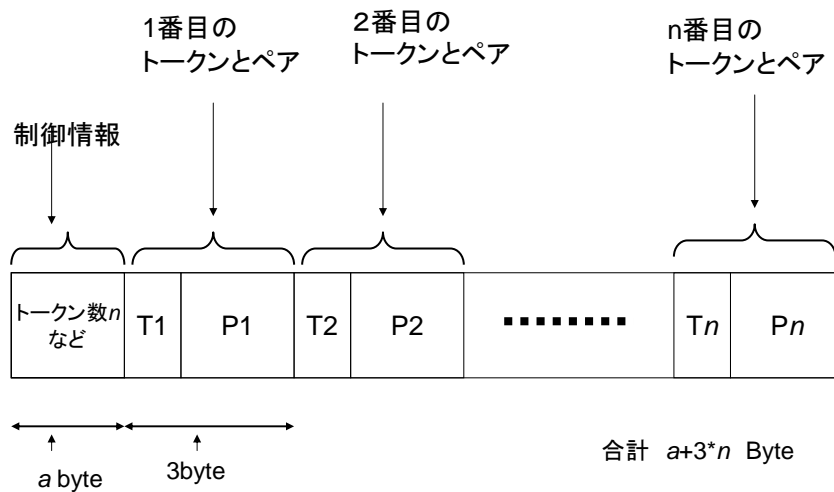 1番目の
トークンとペア
２番目の
トークンとペア
n番目の
トークンとペア
制御情報
トークン数n
など
T1
P1
T2
P2
Tn
Pn
a byte
3byte
合計 a+3*n Byte